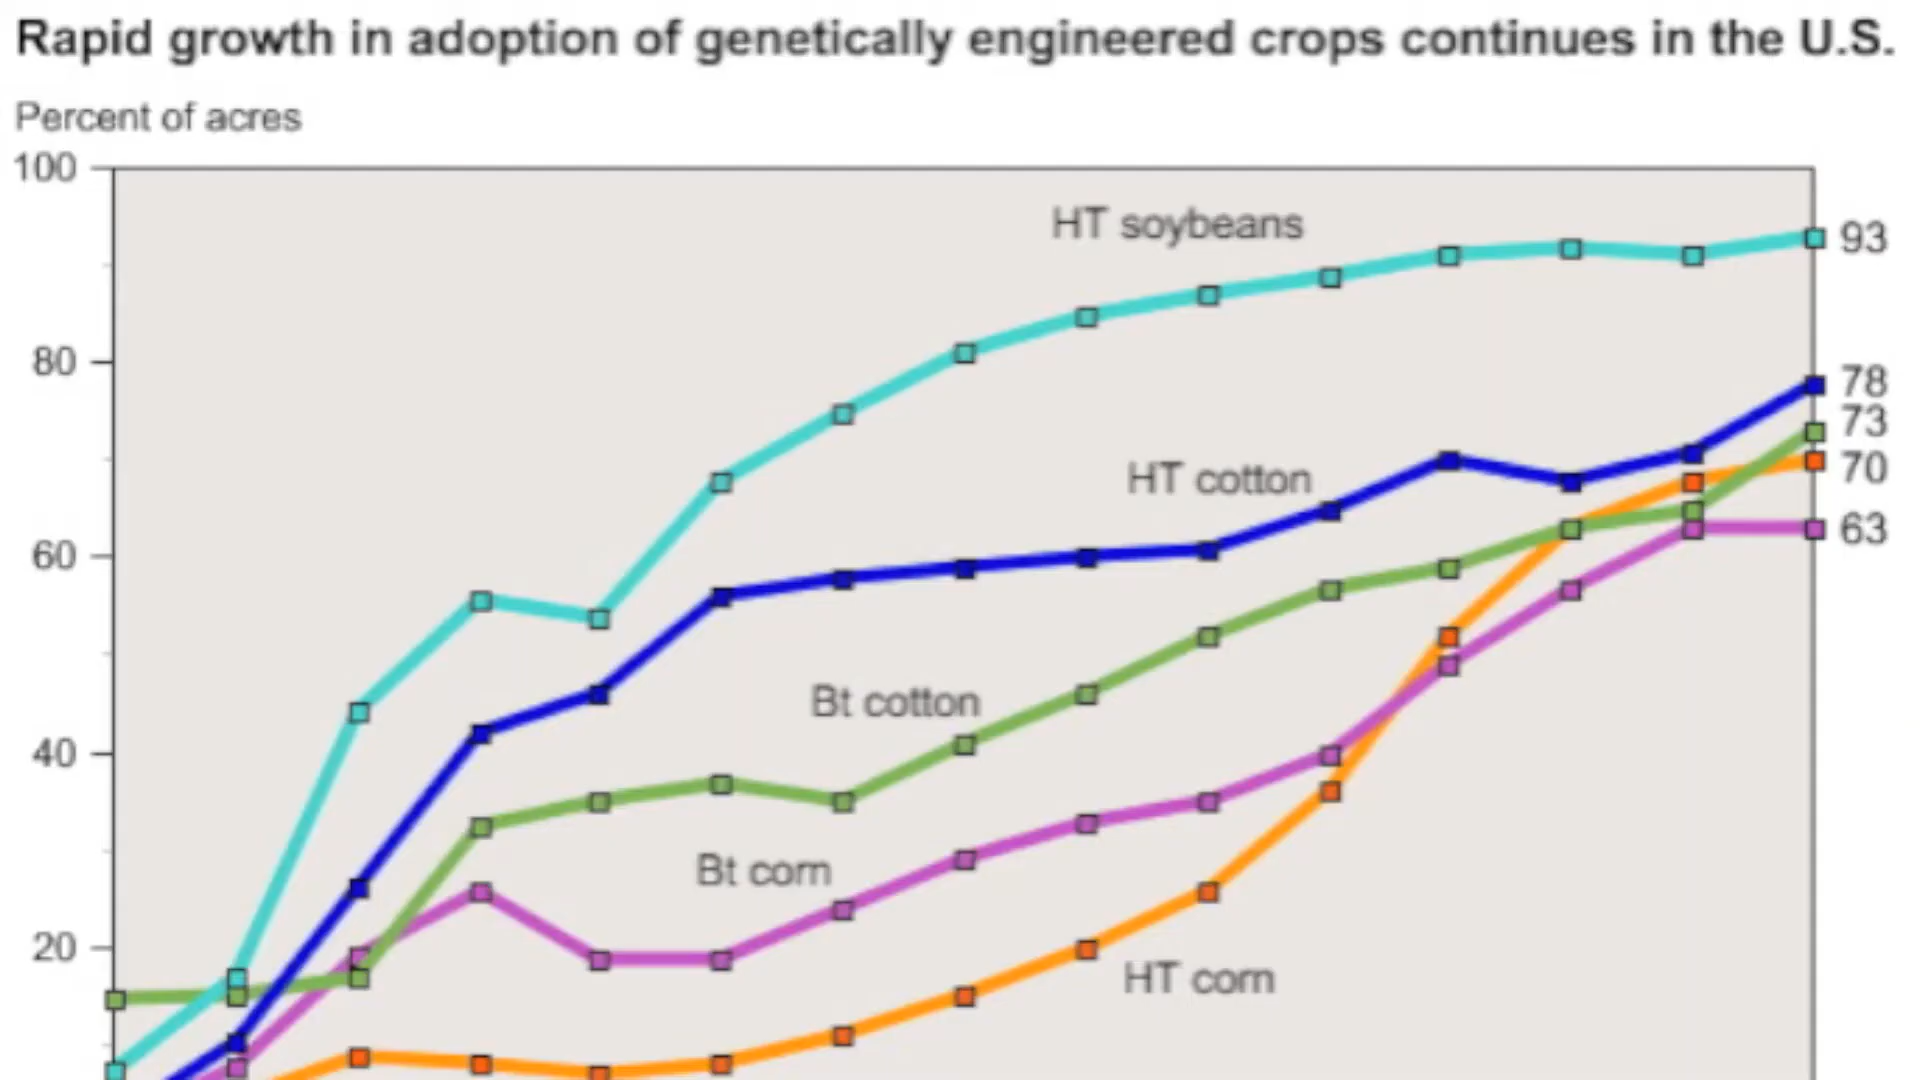 Rapid growth in adoption of genetically engineered crops continues in the U.S.
Percent of acres
100
HT soybeans
93
80
78
73
HT cotton
70
60
63
Bt cotton
40
Bt corn
20
HT corn